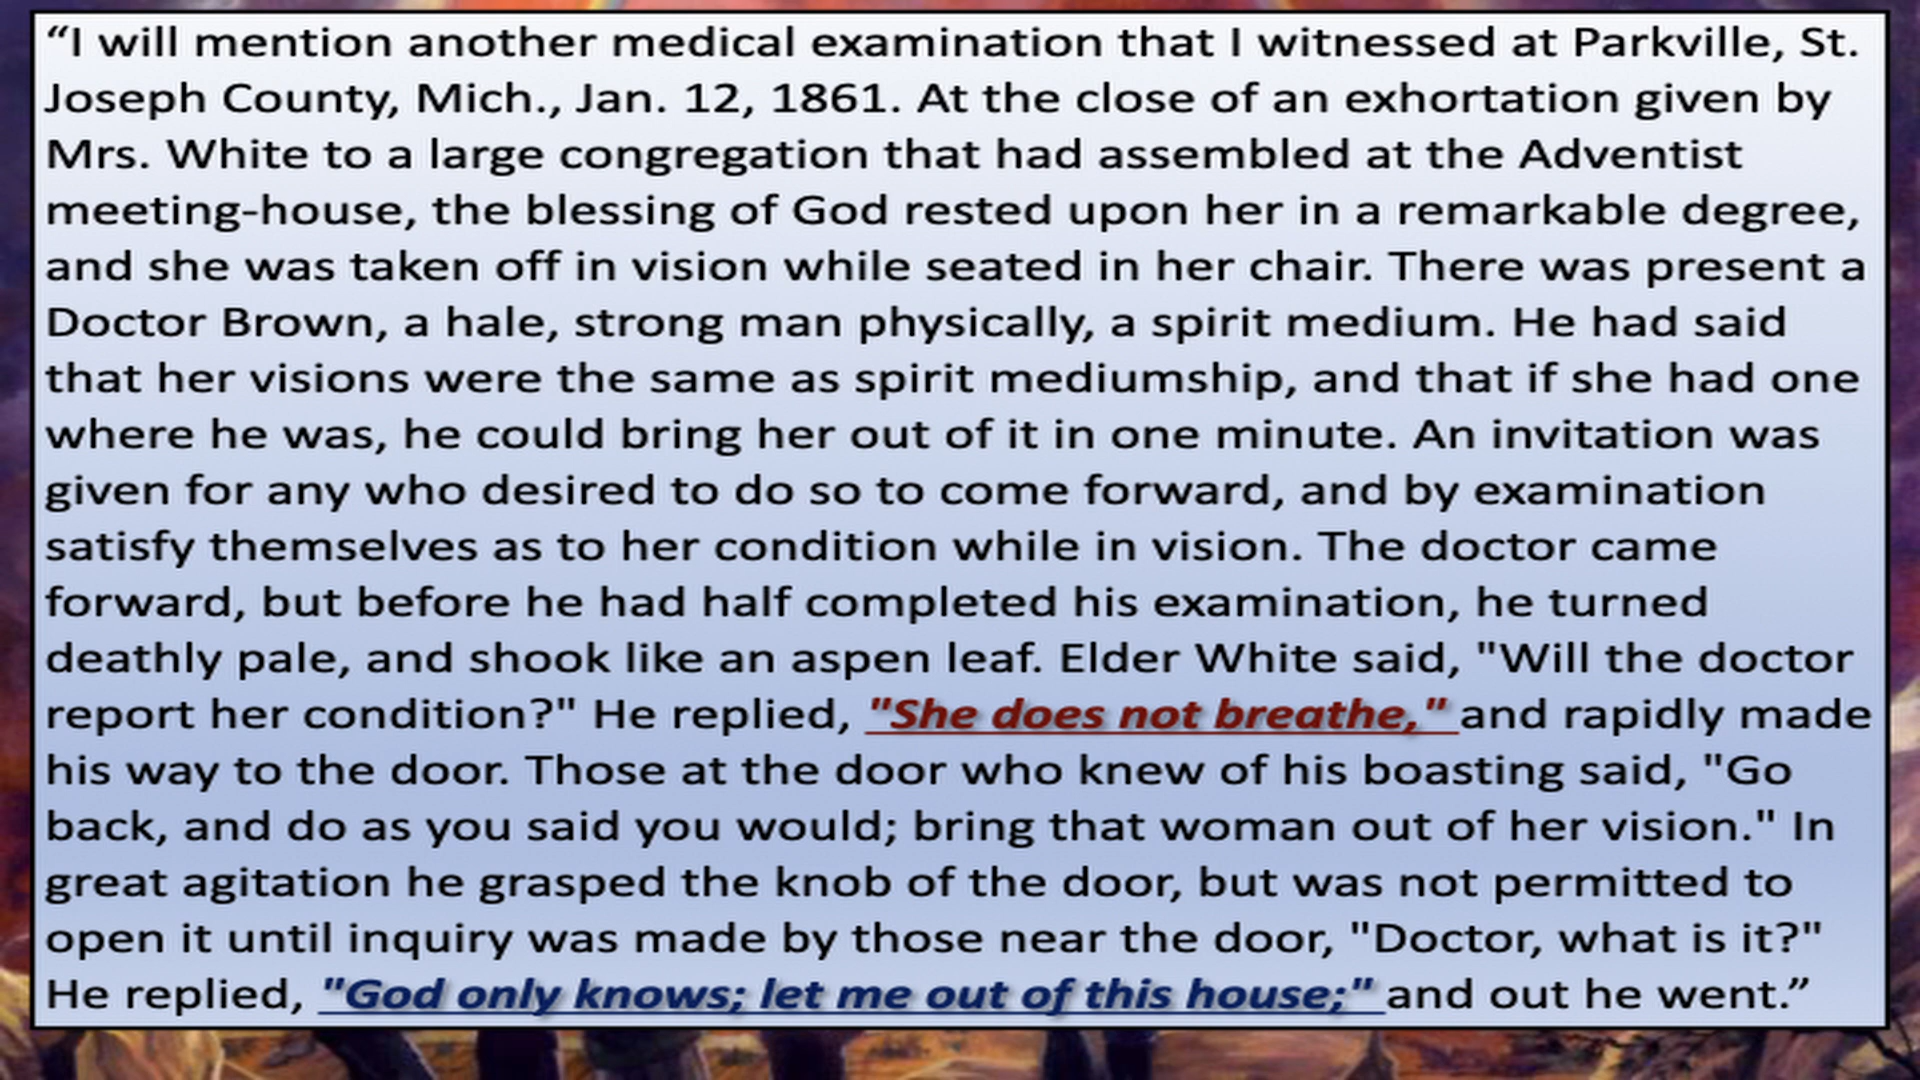 “I will mention another medical examination that I witnessed at Parkville, St.
Joseph County, Mich., Jan. 12, 1861. At the close of an exhortation given by
Mrs. White to a large congregation that had assembled at the Adventist
meeting-house, the blessing of God rested upon her in a remarkable degree,
and she was taken off in vision while seated in her chair. There was present a
Doctor Brown, a hale, strong man physically, a spirit medium. He had said
that her visions were the same as spirit mediumship, and that if she had one
where he was, he could bring her out of it in one minute. An invitation was
given for any who desired to do so to come forward, and by examination
satisfy themselves as to her condition while in vision. The doctor came
forward, but before he had half completed his examination, he turned
deathly pale, and shook like an aspen leaf. Elder White said, "Will the doctor
report her condition?" He replied, "She does not breathe," and rapidly made
his way to the door. Those at the door who knew of his boasting said, "Go
back, and do as you said you would; bring that woman out of her vision." In
great agitation he grasped the knob of the door, but was not permitted to
open it until inquiry was made by those near the door, "Doctor, what is it?"
He replied, "God only knows; let me out of this house;" and out he went.”